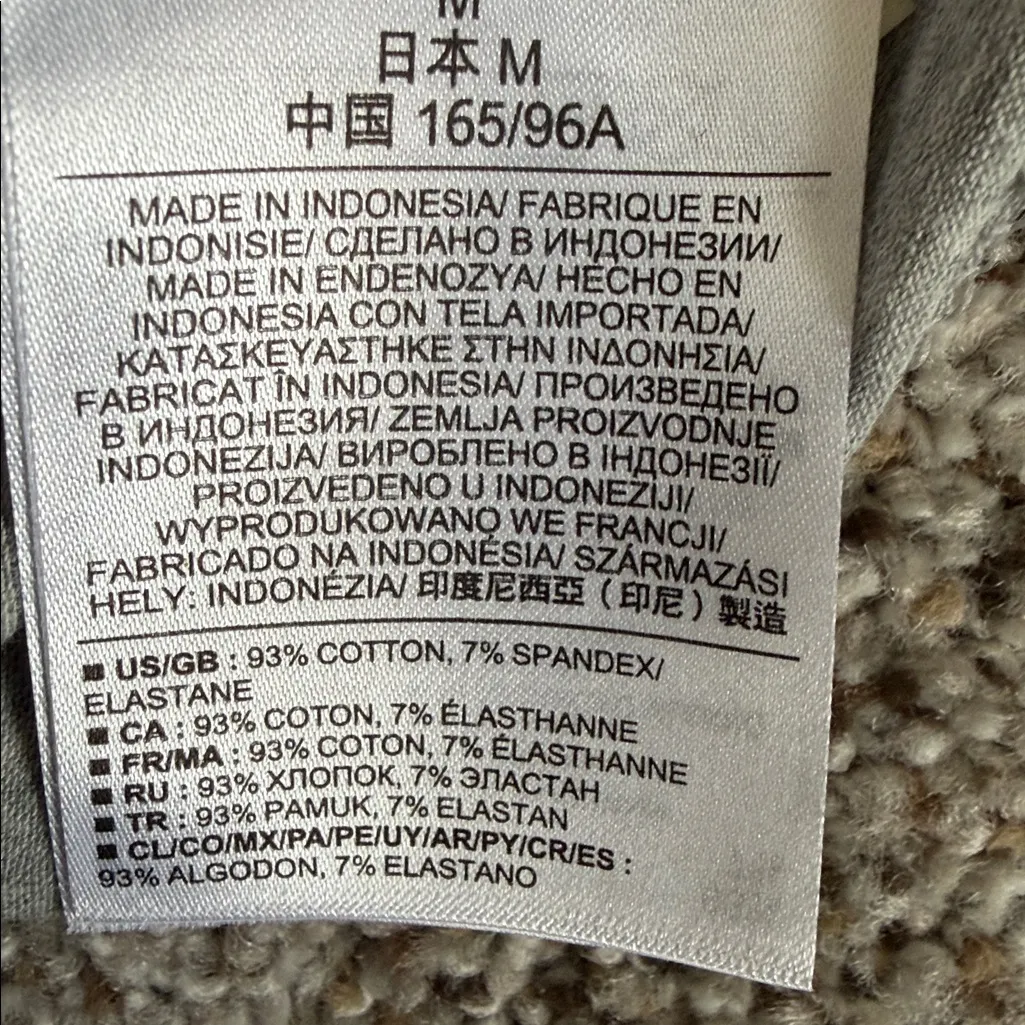 M
日本 M
中国 165/96A
MADE IN INDONESIA/ FABRIQUE EN
INDONISIE/ СДЕЛАНО В ИНДОНЕЗИИ/
MADE IN ENDENOZYA/ HECHO EN
INDONESIA CON TELA IMPORTADA/
ΚΑΤΑΣΚΕΥΑΣΤΗΚΕ ΣΤΗΝ ΙΝΔΟΝΗΣΙΑ/
FABRICAT ÎN INDONESIA/ ПРОИЗВЕДЕНО
В ИНДОНЕЗИЯ/ ZEMLJA PROIZVODNJE
INDONEZIJA/ ВИРОБЛЕНО В ІНДОНЕЗІЇ/
PROIZVEDENO U INDONEZIJI/
WYPRODUKOWANO WE FRANCJI/
FABRICADO NA INDONÉSIA/ SZÁRMAZÁSI
HELY: INDONÉZIA/ 印度尼西亞（印尼）製造
US/GB : 93% COTTON, 7% SPANDEX/
ELASTANE
CA : 93% COTON, 7% ÉLASTHANNE
FR/MA : 93% COTON, 7% ÉLASTHANNE
RU : 93% ХЛОПОК, 7% ЭЛАСТАН
TR : 93% PAMUK, 7% ELASTAN
CL/CO/MX/PA/PE/UY/AR/PY/CR/ES :
93% ALGODON, 7% ELASTANO